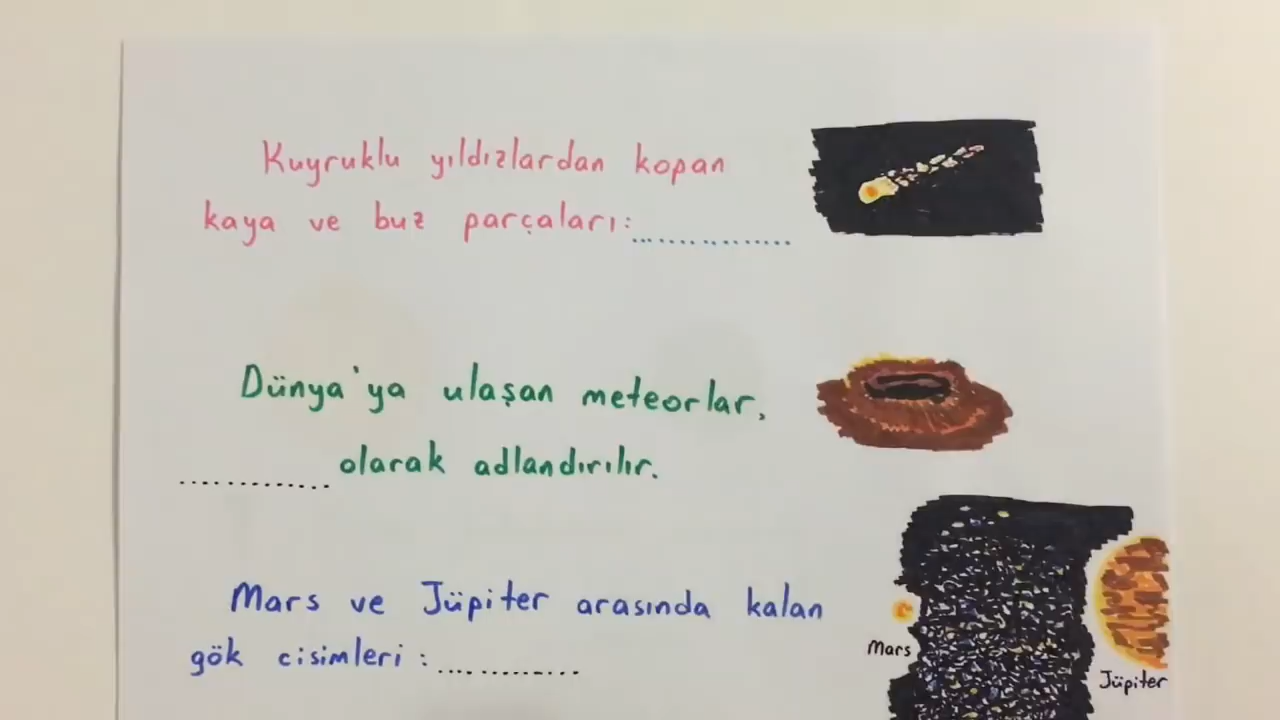 Kuyruklu yıldızlardan kopan
kaya ve buz parçaları:..............
Dünya'ya ulaşan meteorlar,
............ olarak adlandırılır.
Mars ve Jüpiter arasında kalan
gök cisimleri : ............
Mars
Jüpiter